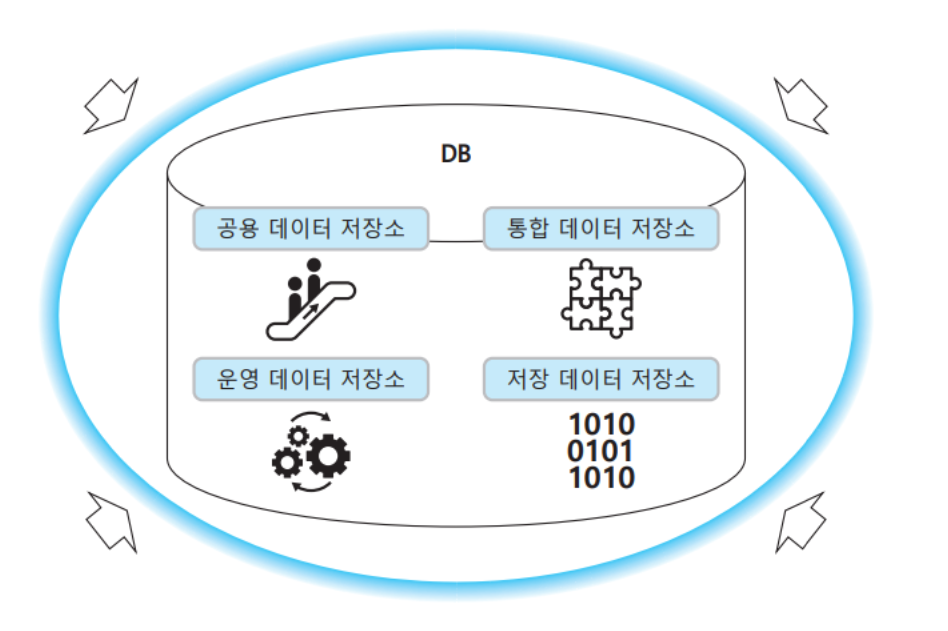 DB
공용 데이터 저장소
통합 데이터 저장소
운영 데이터 저장소
저장 데이터 저장소
1010
0101
1010